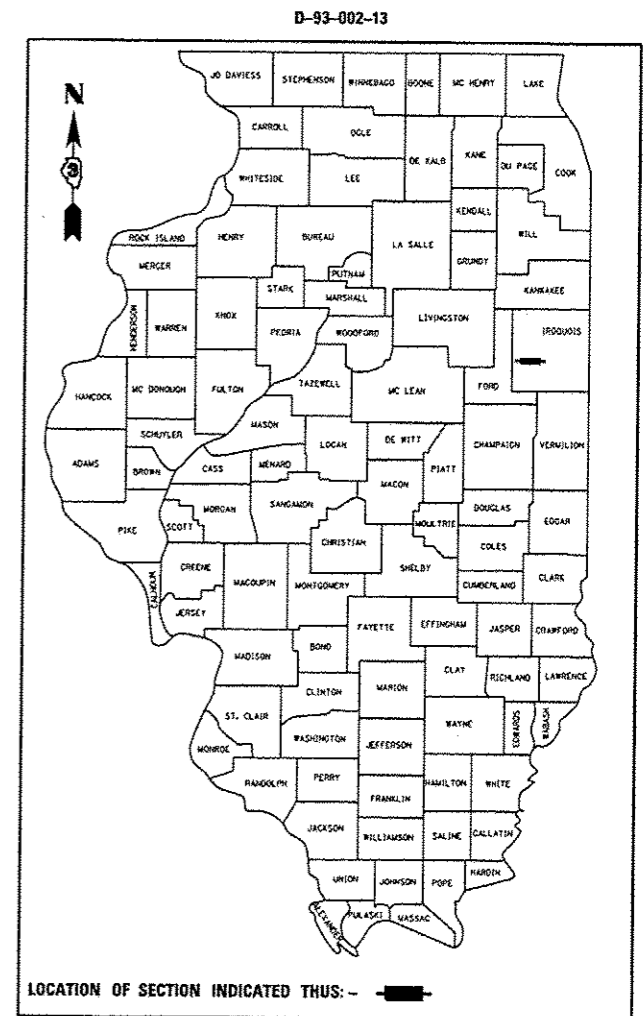 D-93-002-13
JO DAVIESS STEPHENSON WINNEBAGO BOONE MC HENRY LAKE
N
CARROLL OGLE
3
DE KALB KANE DU PAGE COOK
WHITESIDE LEE
KENDALL
ROCK ISLAND HENRY BUREAU LA SALLE WILL
MERCER PUTNAM GRUNDY
STARK MARSHALL KANKAKEE
HENDERSON WARREN KNOX PEORIA WOODFORD LIVINGSTON IROQUOIS
HANCOCK MC DONOUGH FULTON TAZEWELL MC LEAN FORD
MASON
SCHUYLER LOGAN DE WITT CHAMPAIGN VERMILION
ADAMS BROWN CASS MENARD MACON PIATT
MORGAN SANGAMON DOUGLAS
PIKE SCOTT CHRISTIAN MOULTRIE EDGAR
COLES
GREENE SHELBY
CALHOUN MACOUPIN MONTGOMERY CUMBERLAND CLARK
JERSEY
FAYETTE EFFINGHAM JASPER CRAWFORD
MADISON BOND
CLAY RICHLAND LAWRENCE
CLINTON MARION
ST. CLAIR WAYNE EDWARDS WABASH
WASHINGTON JEFFERSON
MONROE
RANDOLPH PERRY HAMILTON WHITE
FRANKLIN
JACKSON WILLIAMSON SALINE GALLATIN
UNION JOHNSON POPE HARDIN
ALEXANDER PULASKI MASSAC
LOCATION OF SECTION INDICATED THUS: -